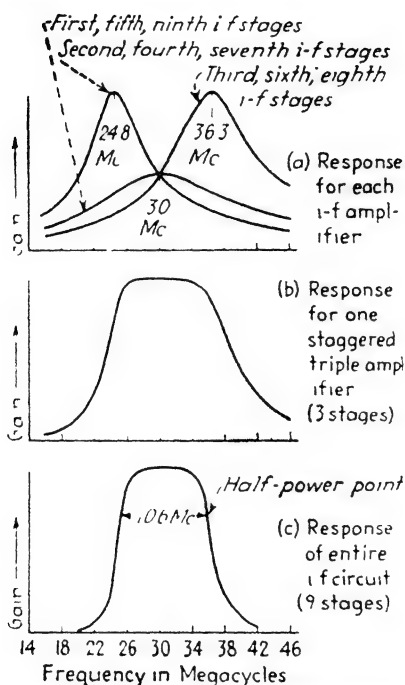 First, fifth, ninth i f stages
Second, fourth, seventh i-f stages
Third, sixth, eighth
i-f stages
24.8
Mc
36.3
Mc
30
Mc
Gain
(a) Response
for each
i-f ampl-
ifier
(b) Response
for one
staggered
triple ampl
ifier
(3 stages)
Gain
Half-power point
10.6 Mc
(c) Response
of entire
i f circuit
(9 stages)
Gain
14 18 22 26 30 34 38 42 46
Frequency in Megacycles